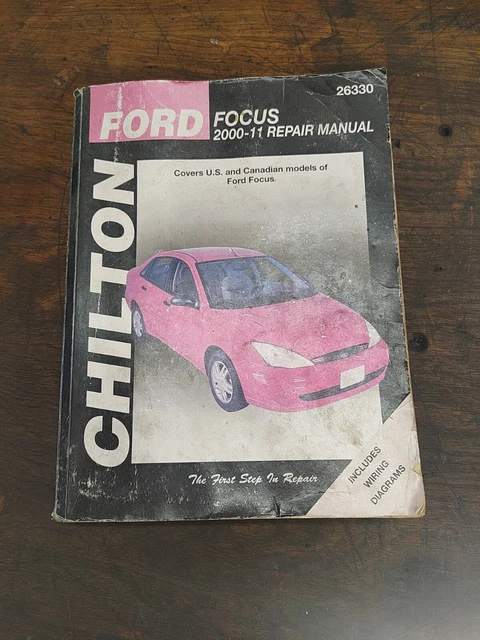 26330
FORD
FOCUS
2000-11 REPAIR MANUAL
CHILTON
Covers U.S. and Canadian models of
Ford Focus.
The First Step In Repair
INCLUDES
WIRING
DIAGRAMS